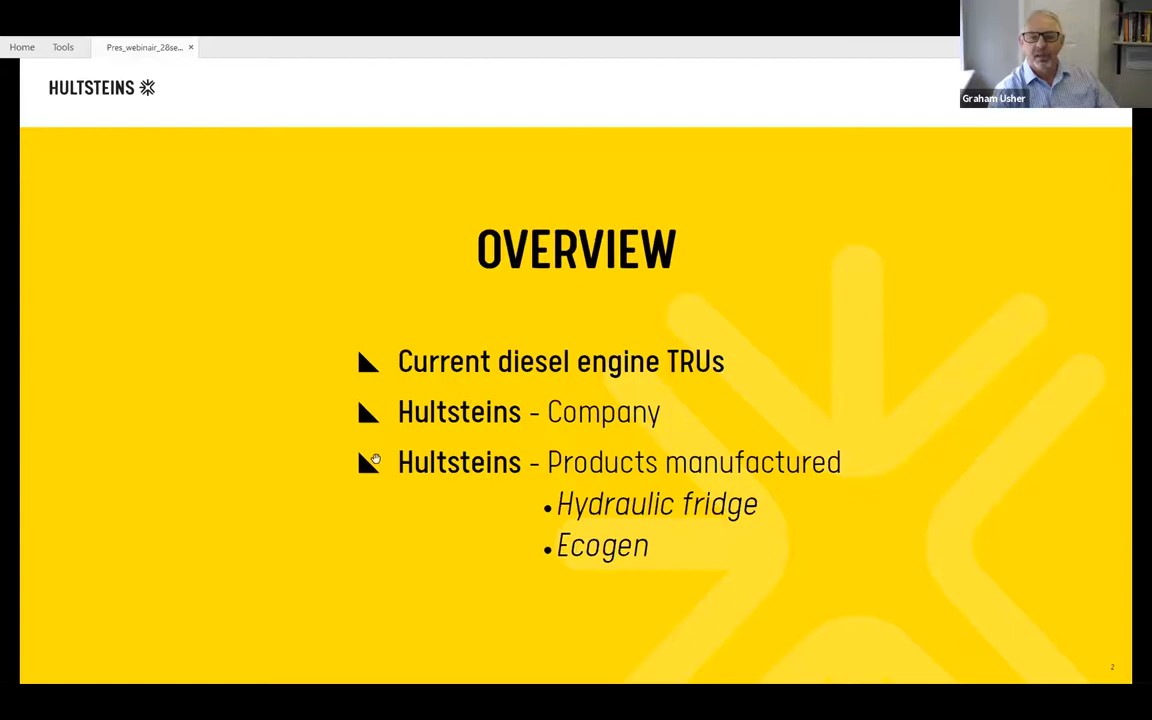 Home Tools Pres_webinair_28se... ×
HULTSTEINS
Graham Usher
OVERVIEW
Current diesel engine TRUs
Hultsteins - Company
Hultsteins - Products manufactured
• Hydraulic fridge
• Ecogen
2